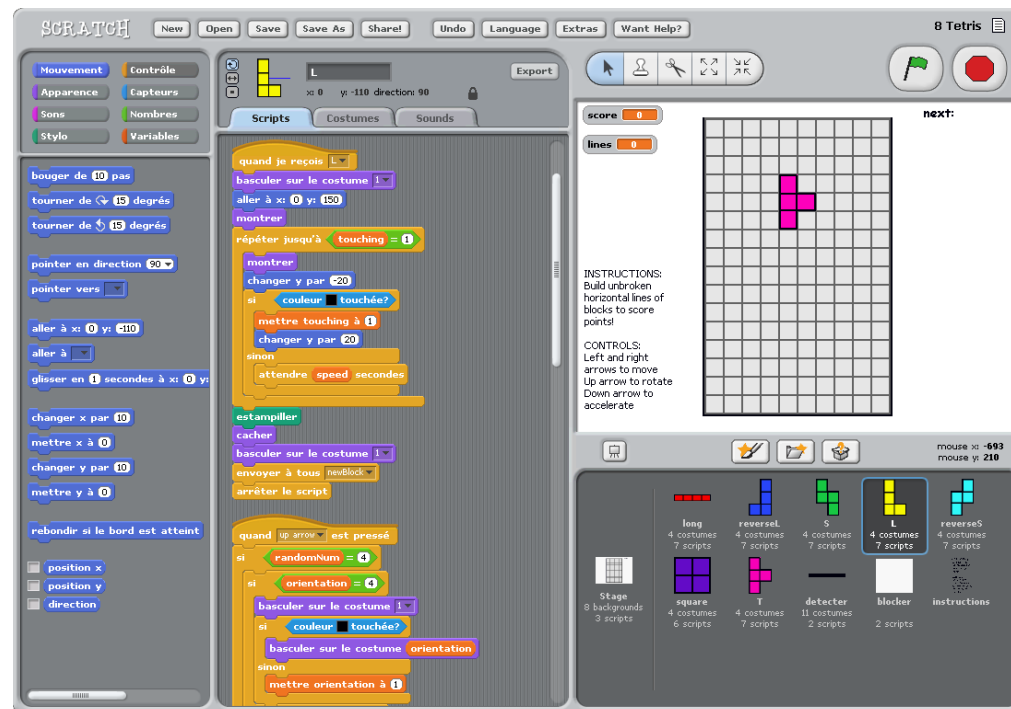 SCRATCH New Open Save Save As Share! Undo Language Extras Want Help? 8 Tetris
Mouvement Contrôle
Apparence Capteurs
Sons Nombres
Stylo Variables
bouger de 10 pas
tourner de 15 degrés
tourner de 15 degrés
pointer en direction 90
pointer vers
aller à x: 0 y: -110
aller à
glisser en 1 secondes à x: 0 y:
changer x par 10
mettre x à 0
changer y par 10
mettre y à 0
rebondir si le bord est atteint
position x
position y
direction
L
Export
x: 0 y: -110 direction: 90
Scripts Costumes Sounds
quand je reçois L
basculer sur le costume 1
aller à x: 0 y: 150
montrer
répéter jusqu'à touching = 1
montrer
changer y par -20
si couleur touchée?
mettre touching à 1
changer y par 20
sinon
attendre speed secondes
estampiller
cacher
basculer sur le costume 1
envoyer à tous newBlock
arrêter le script
quand up arrow est pressé
si randomNum = 4
si orientation = 4
basculer sur le costume 1
si couleur touchée?
basculer sur le costume orientation
sinon
mettre orientation à 1
score 0
lines 0
next:
INSTRUCTIONS:
Build unbroken
horizontal lines of
blocks to score
points!
CONTROLS:
Left and right
arrows to move
Up arrow to rotate
Down arrow to
accelerate
mouse x: -693
mouse y: 210
Stage
8 backgrounds
3 scripts
long reverseL S L reverseS
4 costumes 4 costumes 4 costumes 4 costumes 4 costumes
7 scripts 7 scripts 7 scripts 7 scripts 7 scripts
square T detecter blocker instructions
4 costumes 4 costumes 11 costumes
6 scripts 7 scripts 2 scripts 2 scripts